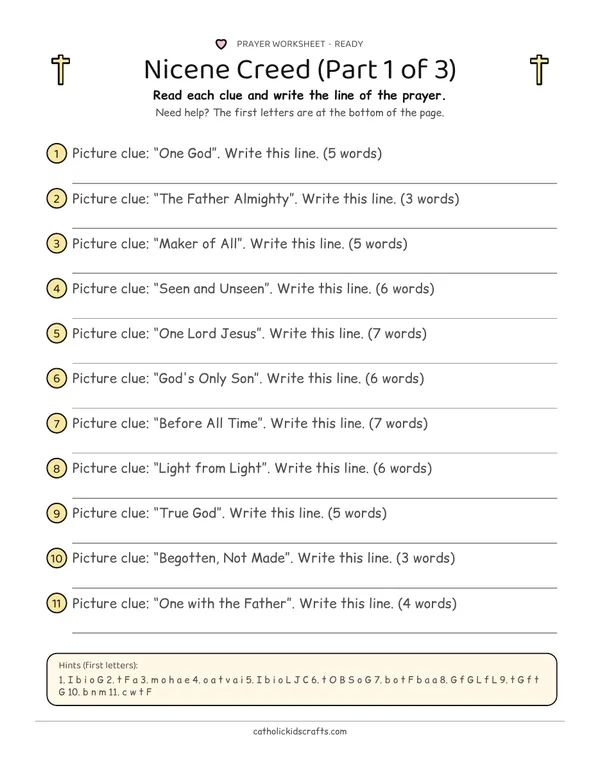 PRAYER WORKSHEET · READY
Nicene Creed (Part 1 of 3)
Read each clue and write the line of the prayer.
Need help? The first letters are at the bottom of the page.
1 Picture clue: “One God”. Write this line. (5 words)
2 Picture clue: “The Father Almighty”. Write this line. (3 words)
3 Picture clue: “Maker of All”. Write this line. (5 words)
4 Picture clue: “Seen and Unseen”. Write this line. (6 words)
5 Picture clue: “One Lord Jesus”. Write this line. (7 words)
6 Picture clue: “God's Only Son”. Write this line. (6 words)
7 Picture clue: “Before All Time”. Write this line. (7 words)
8 Picture clue: “Light from Light”. Write this line. (6 words)
9 Picture clue: “True God”. Write this line. (5 words)
10 Picture clue: “Begotten, Not Made”. Write this line. (3 words)
11 Picture clue: “One with the Father”. Write this line. (4 words)
Hints (first letters):
1. I b i o G 2. t F a 3. m o h a e 4. o a t v a i 5. I b i o L J C 6. t O B S o G 7. b o t F b a a 8. G f G L f L 9. t G f t
G 10. b n m 11. c w t F
catholickidscrafts.com